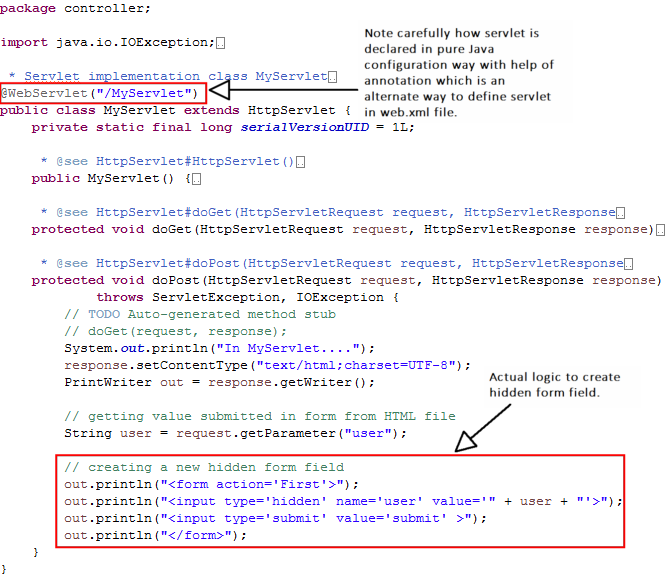 package controller;
import java.io.IOException;
* Servlet implementation class MyServlet
@WebServlet("/MyServlet")
public class MyServlet extends HttpServlet {
private static final long serialVersionUID = 1L;
* @see HttpServlet#HttpServlet()
public MyServlet() {
* @see HttpServlet#doGet(HttpServletRequest request, HttpServletResponse
protected void doGet(HttpServletRequest request, HttpServletResponse response)
* @see HttpServlet#doPost(HttpServletRequest request, HttpServletResponse
protected void doPost(HttpServletRequest request, HttpServletResponse response)
throws ServletException, IOException {
// TODO Auto-generated method stub
// doGet(request, response);
System.out.println("In MyServlet....");
response.setContentType("text/html;charset=UTF-8");
PrintWriter out = response.getWriter();
// getting value submitted in form from HTML file
String user = request.getParameter("user");
// creating a new hidden form field
out.println("<form action='First'>");
out.println("<input type='hidden' name='user' value='" + user + "'>");
out.println("<input type='submit' value='submit' >");
out.println("</form>");
}
}
Note carefully how servlet is
declared in pure Java
configuration way with help of
annotation which is an
alternate way to define servlet
in web.xml file.
Actual logic to create
hidden form field.